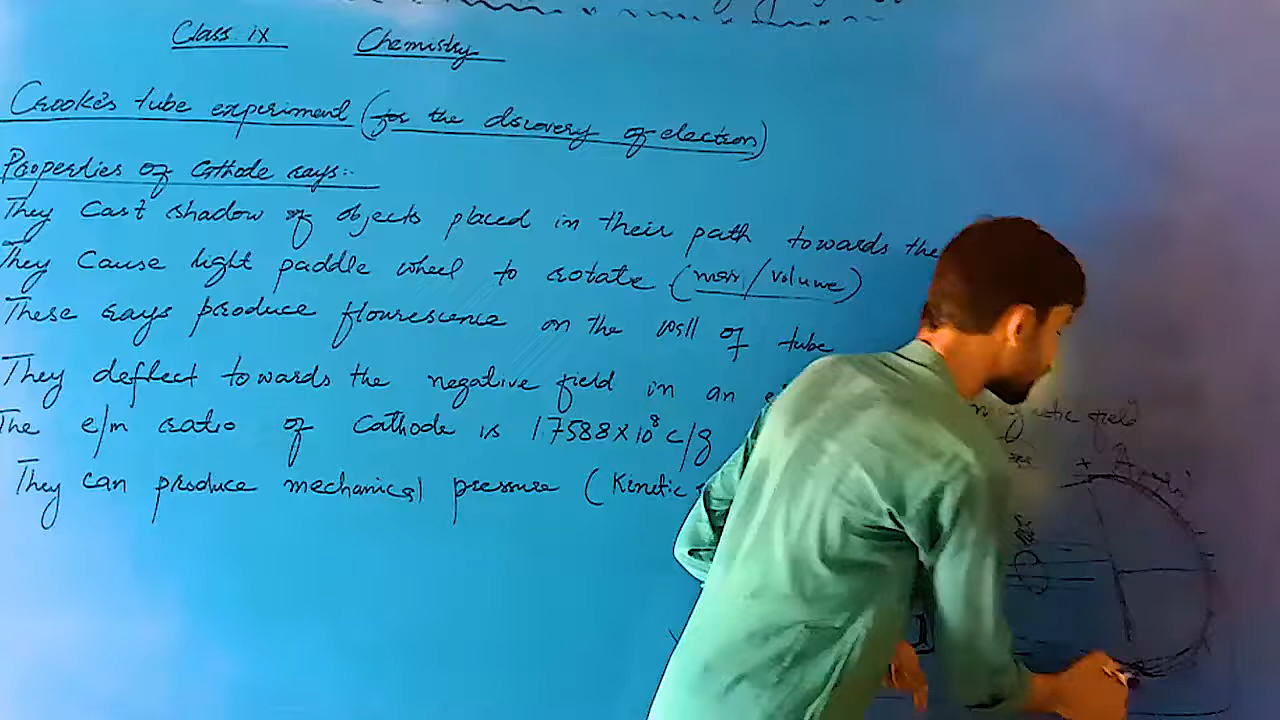 Class ix Chemistry
Crooke's tube experiment (for the dscovery of electron)
Properties of Cathode rays:-
They Cast shadow of objects placed in their path towards the
They Cause light paddle wheel to rotate (mass/volume)
These rays produce flourescence on the wall of tube
They deflect towards the negative field in an
magnetic field
The e/m ratio of Cathode is 1.7588x10⁸ c/g
They can produce mechanical pressure (Kinetic
+